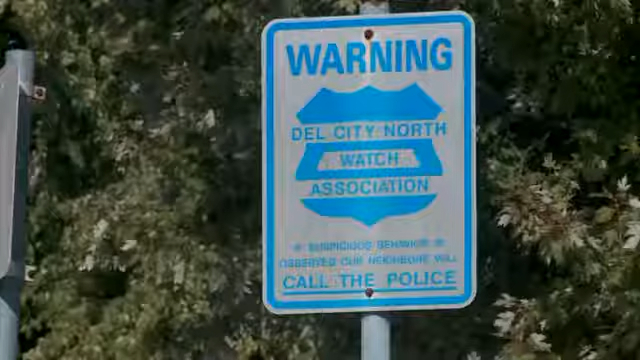 WARNING
DEL CITY NORTH
WATCH
ASSOCIATION
IF SUSPICIOUS BEHAVIOR IS
OBSERVED OUR NEIGHBORS WILL
CALL THE POLICE